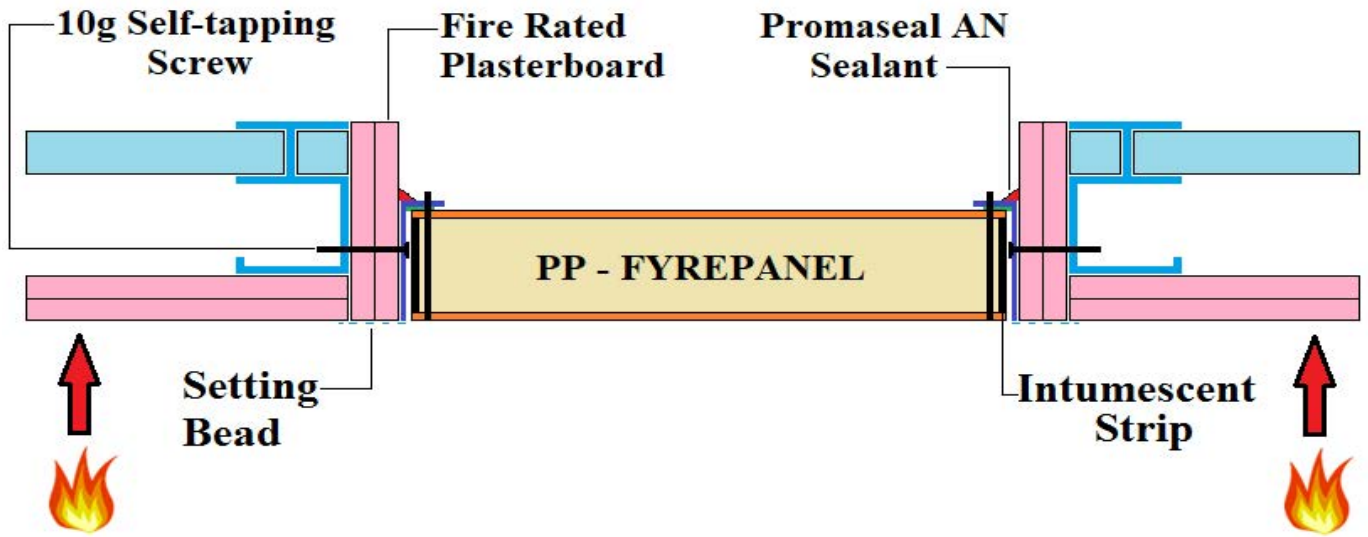 10g Self-tapping
Screw
Fire Rated
Plasterboard
Promaseal AN
Sealant
PP - FYREPANEL
Setting
Bead
Intumescent
Strip